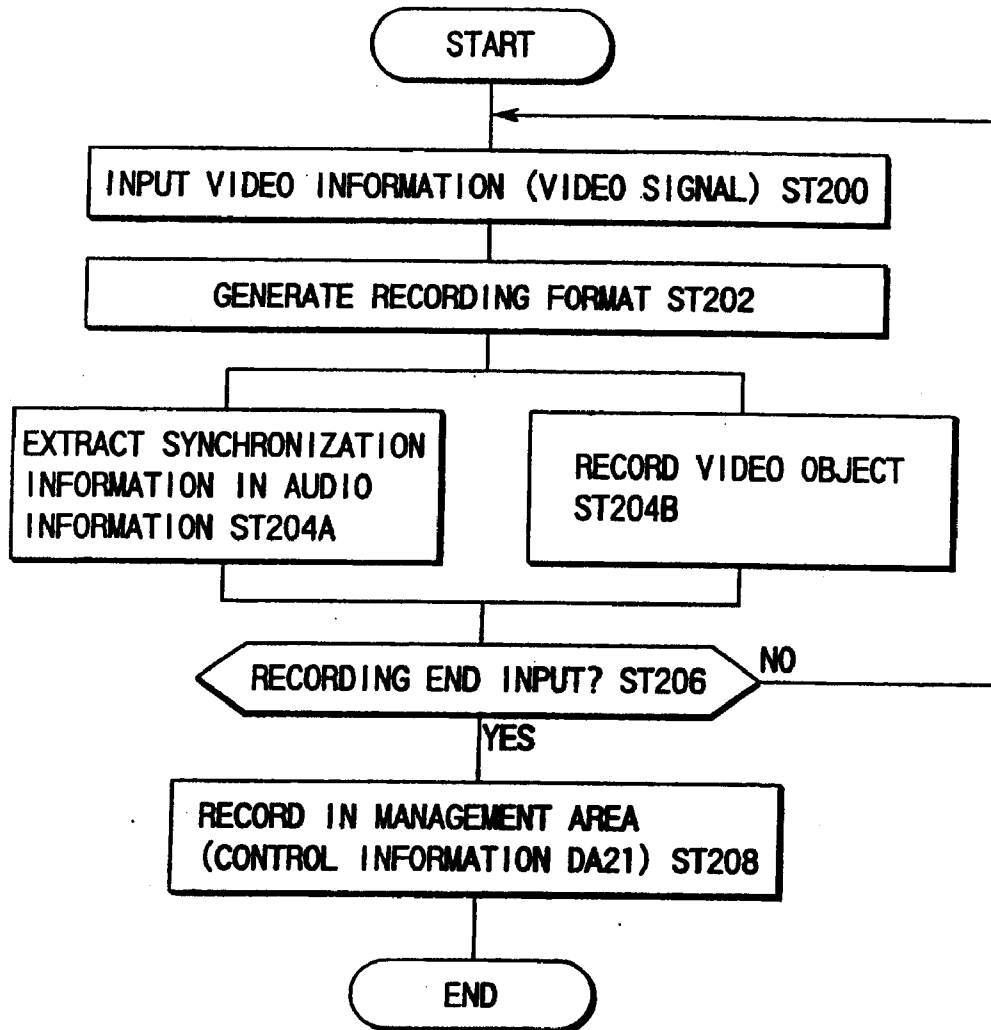 START
INPUT VIDEO INFORMATION (VIDEO SIGNAL) ST200
GENERATE RECORDING FORMAT ST202
EXTRACT SYNCHRONIZATION
INFORMATION IN AUDIO
INFORMATION ST204A
RECORD VIDEO OBJECT
ST204B
RECORDING END INPUT? ST206
NO
YES
RECORD IN MANAGEMENT AREA
(CONTROL INFORMATION DA21) ST208
END